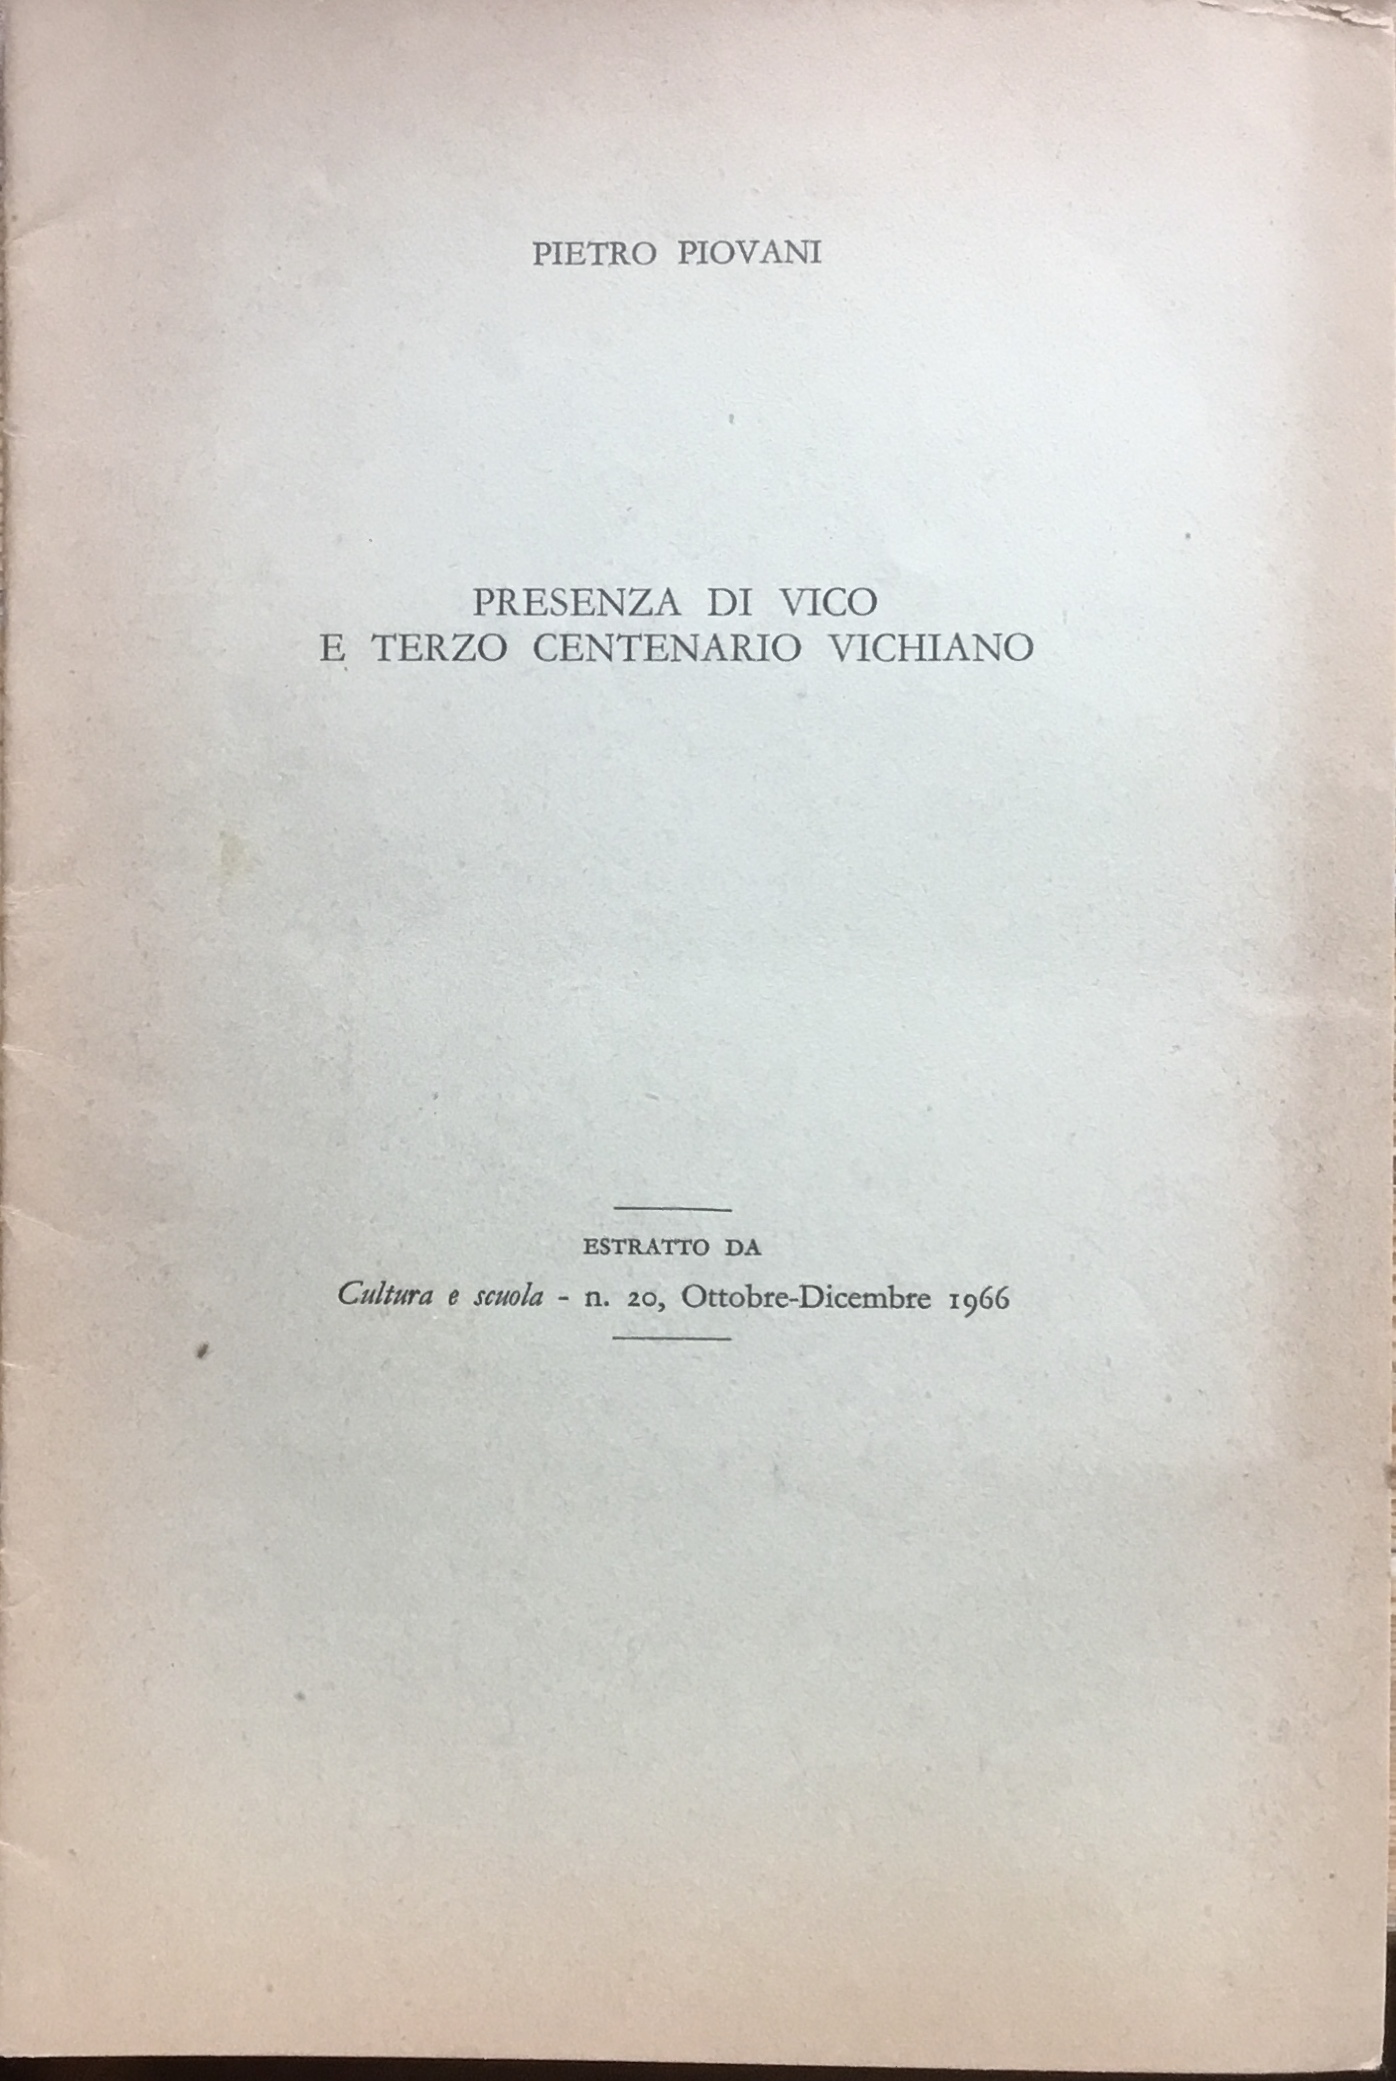 PIETRO PIOVANI
PRESENZA DI VICO
E TERZO CENTENARIO VICHIANO
ESTRATTO DA
Cultura e scuola - n. 20, Ottobre-Dicembre 1966